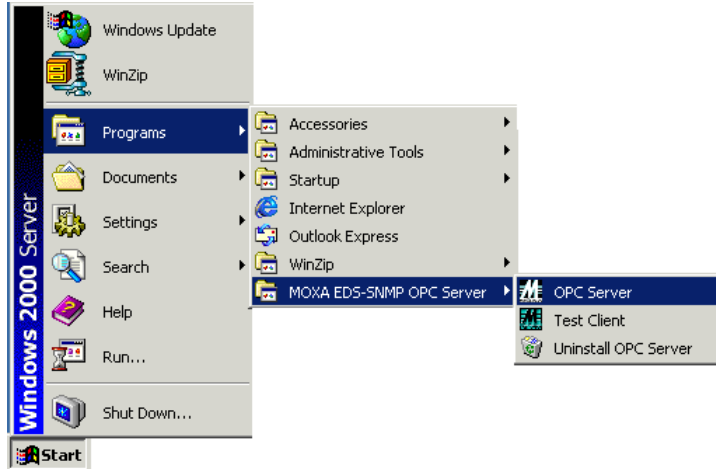 Windows Update
WinZip
Programs
Documents
Settings
Search
Help
Run...
Shut Down...
Windows 2000 Server
Start
Accessories
Administrative Tools
Startup
Internet Explorer
Outlook Express
WinZip
MOXA EDS-SNMP OPC Server
OPC Server
Test Client
Uninstall OPC Server